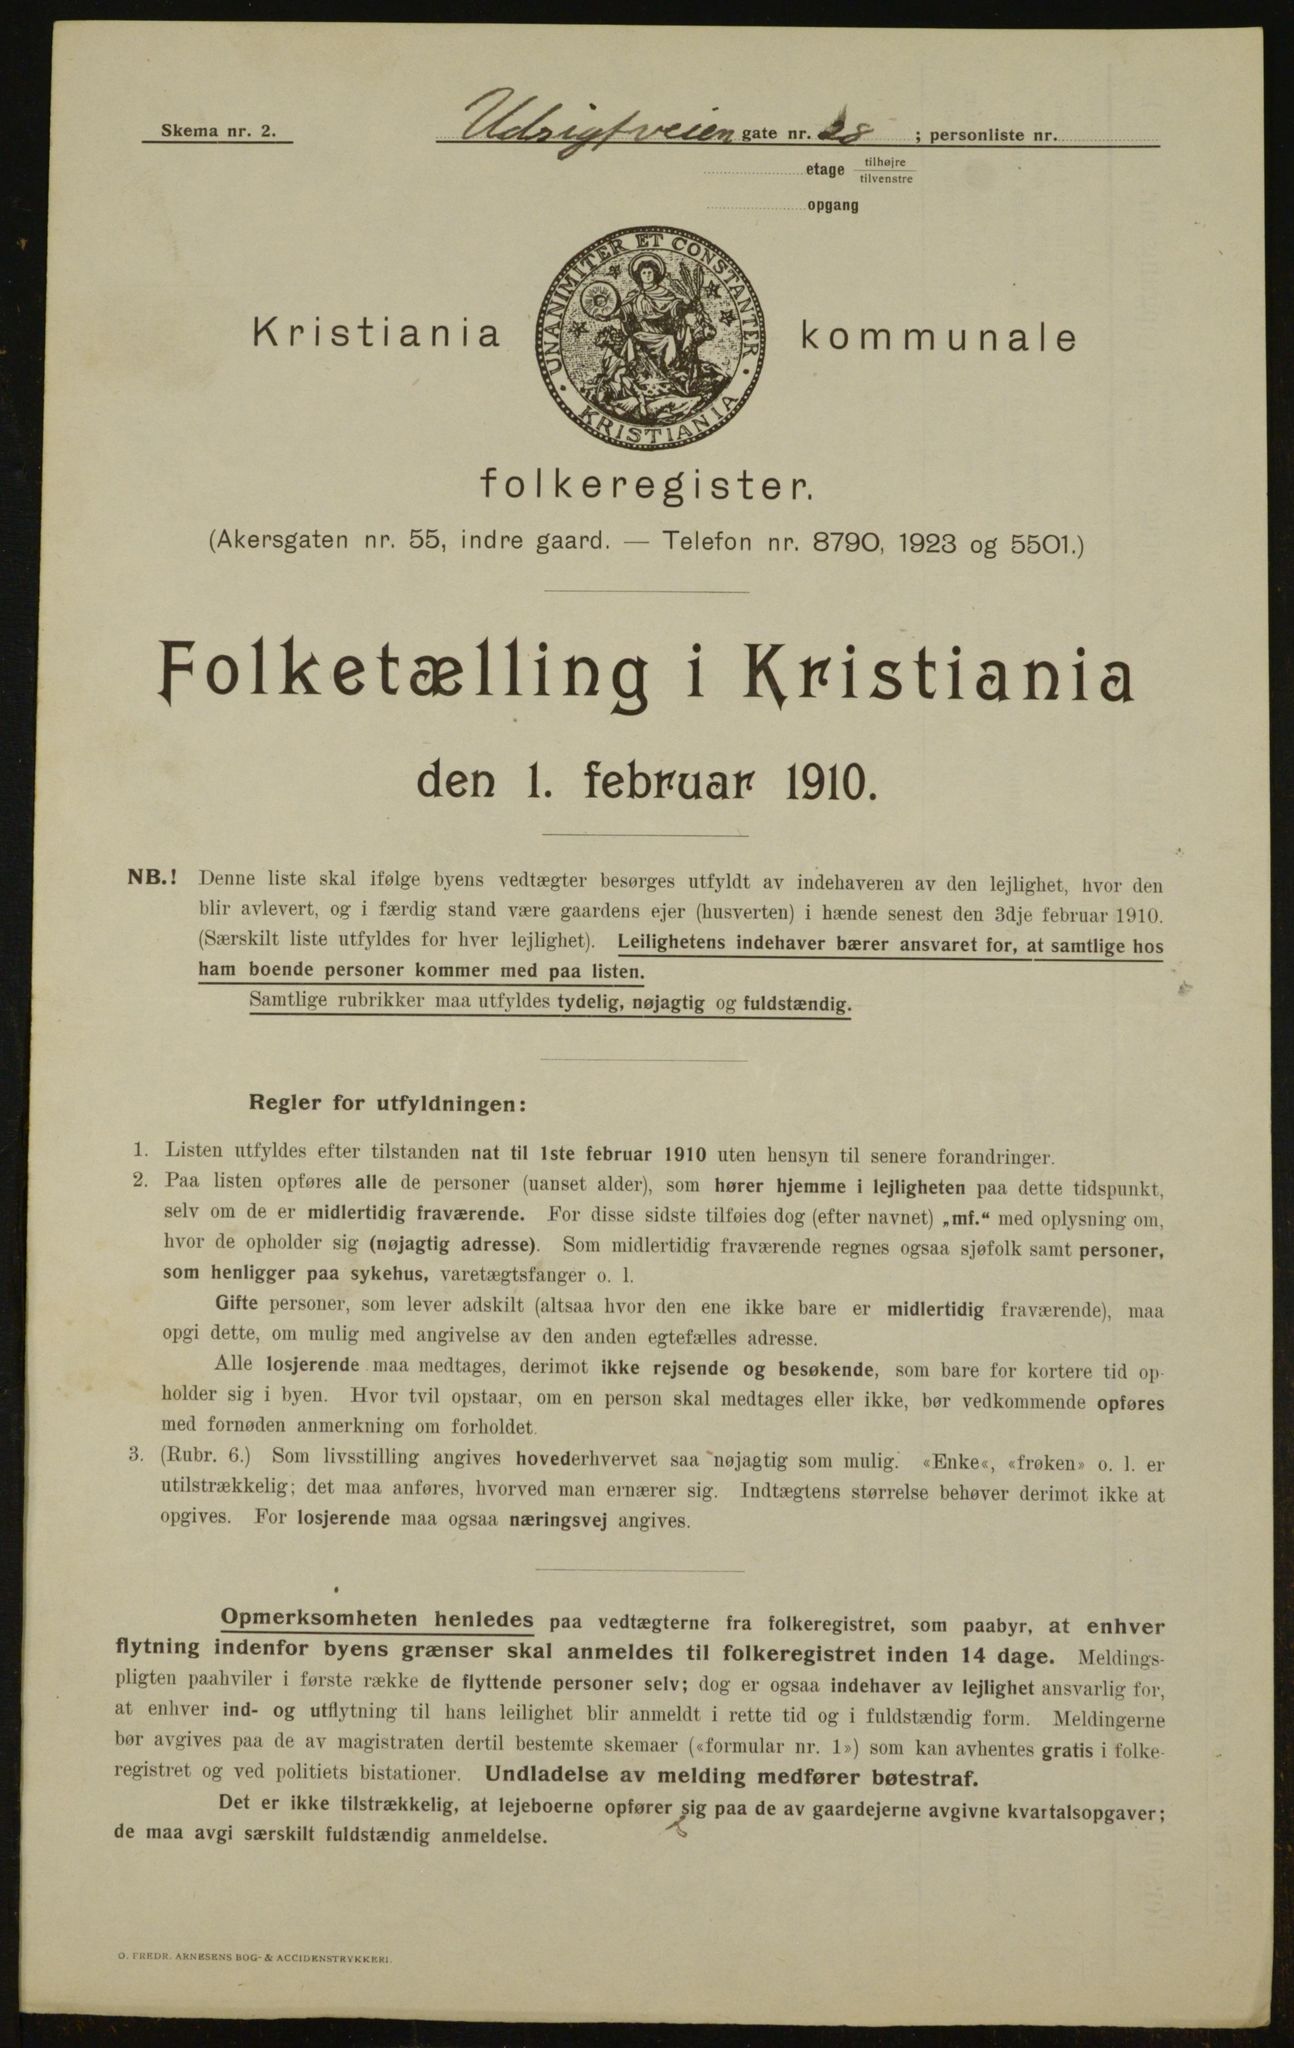 Skema nr. 2.
Udsigtveien gate nr. 28 ; personliste nr.
etage tilhøjre
tilvenstre
opgang
UNANIMITER ET CONSTANTER
KRISTIANIA
Kristiania kommunale
folkeregister.
(Akersgaten nr. 55, indre gaard. — Telefon nr. 8790, 1923 og 5501.)
Folketælling i Kristiania
den 1. februar 1910.
NB.! Denne liste skal ifølge byens vedtægter besørges utfyldt av indehaveren av den lejlighet, hvor den
blir avlevert, og i færdig stand være gaardens ejer (husverten) i hænde senest den 3dje februar 1910.
(Særskilt liste utfyldes for hver lejlighet). Leilighetens indehaver bærer ansvaret for, at samtlige hos
ham boende personer kommer med paa listen.
Samtlige rubrikker maa utfyldes tydelig, nøjagtig og fuldstændig.
Regler for utfyldningen:
1. Listen utfyldes efter tilstanden nat til 1ste februar 1910 uten hensyn til senere forandringer.
2. Paa listen opføres alle de personer (uanset alder), som hører hjemme i lejligheten paa dette tidspunkt,
selv om de er midlertidig fraværende. For disse sidste tilføies dog (efter navnet) „mf.“ med oplysning om,
hvor de opholder sig (nøjagtig adresse). Som midlertidig fraværende regnes ogsaa sjøfolk samt personer,
som henligger paa sykehus, varetægtsfanger o. l.
Gifte personer, som lever adskilt (altsaa hvor den ene ikke bare er midlertidig fraværende), maa
opgi dette, om mulig med angivelse av den anden egtefælles adresse.
Alle losjerende maa medtages, derimot ikke rejsende og besøkende, som bare for kortere tid op-
holder sig i byen. Hvor tvil opstaar, om en person skal medtages eller ikke, bør vedkommende opføres
med fornøden anmerkning om forholdet.
3. (Rubr. 6.) Som livsstilling angives hovederhvervet saa nøjagtig som mulig. «Enke«, «frøken» o. l. er
utilstrækkelig; det maa anføres, hvorved man ernærer sig. Indtægtens størrelse behøver derimot ikke at
opgives. For losjerende maa ogsaa næringsvej angives.
Opmerksomheten henledes paa vedtægterne fra folkeregistret, som paabyr, at enhver
flytning indenfor byens grænser skal anmeldes til folkeregistret inden 14 dage. Meldings-
pligten paahviler i første række de flyttende personer selv; dog er ogsaa indehaver av lejlighet ansvarlig for,
at enhver ind- og utflytning til hans leilighet blir anmeldt i rette tid og i fuldstændig form. Meldingerne
bør avgives paa de av magistraten dertil bestemte skemaer («formular nr. 1») som kan avhentes gratis i folke-
registret og ved politiets bistationer. Undladelse av melding medfører bøtestraf.
Det er ikke tilstrækkelig, at lejeboerne opfører sig paa de av gaardejerne avgivne kvartalsopgaver;
de maa avgi særskilt fuldstændig anmeldelse.
O. FREDR. ARNESENS BOG- & ACCIDENSTRYKKERI.